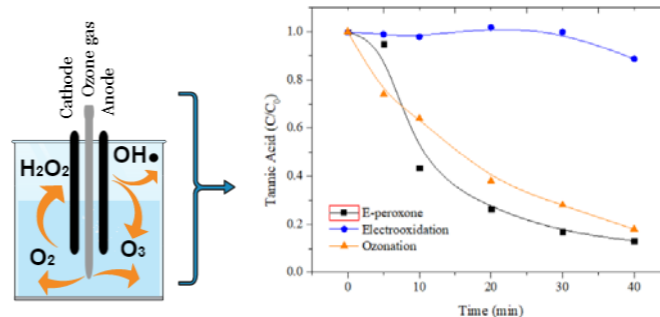 Cathode
Ozone gas
Anode
OH●
H₂O₂
O₂
O₃
Tannic Acid (C/C₀)
1.0
0.8
0.6
0.4
0.2
0.0
E-peroxone
Electrooxidation
Ozonation
0
10
20
30
40
Time (min)